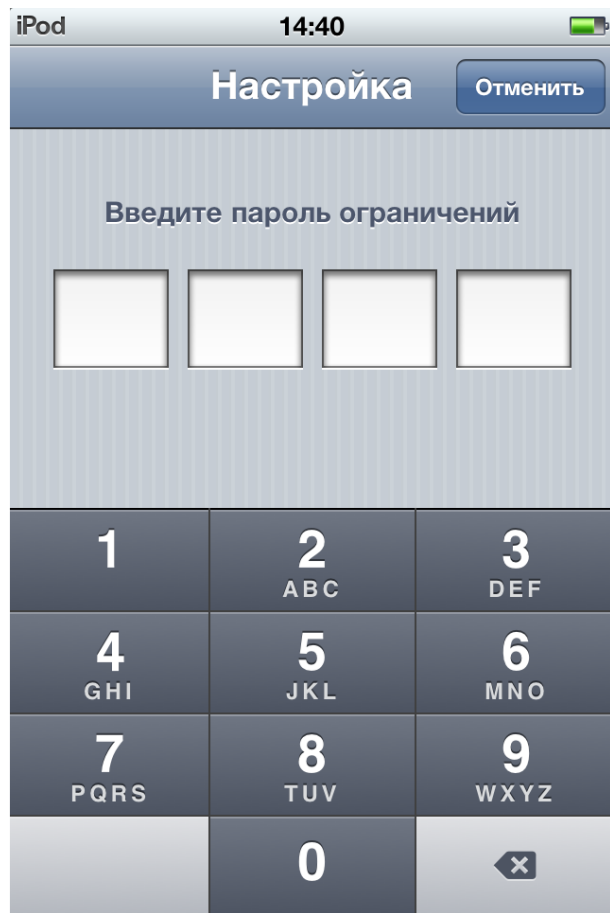 iPod 14:40
Настройка Отменить
Введите пароль ограничений
1 2 3
ABC DEF
4 5 6
GHI JKL MNO
7 8 9
PQRS TUV WXYZ
0